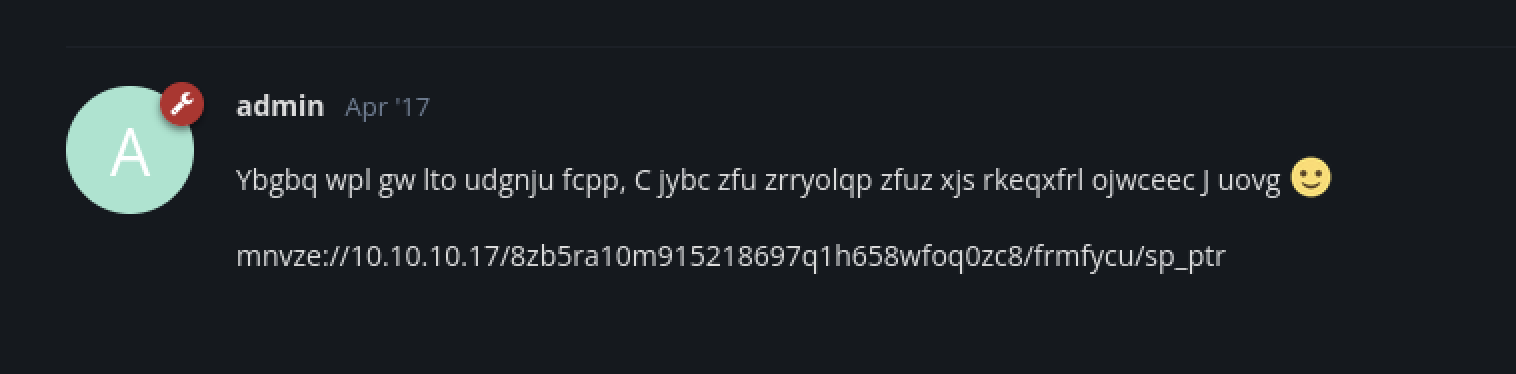 A
admin Apr '17
Ybgbq wpl gw lto udgnju fcpp, C jybc zfu zrryolqp zfuz xjs rkeqxfrl ojwceec J uovg
mnvze://10.10.10.17/8zb5ra10m915218697q1h658wfoq0zc8/frmfycu/sp_ptr